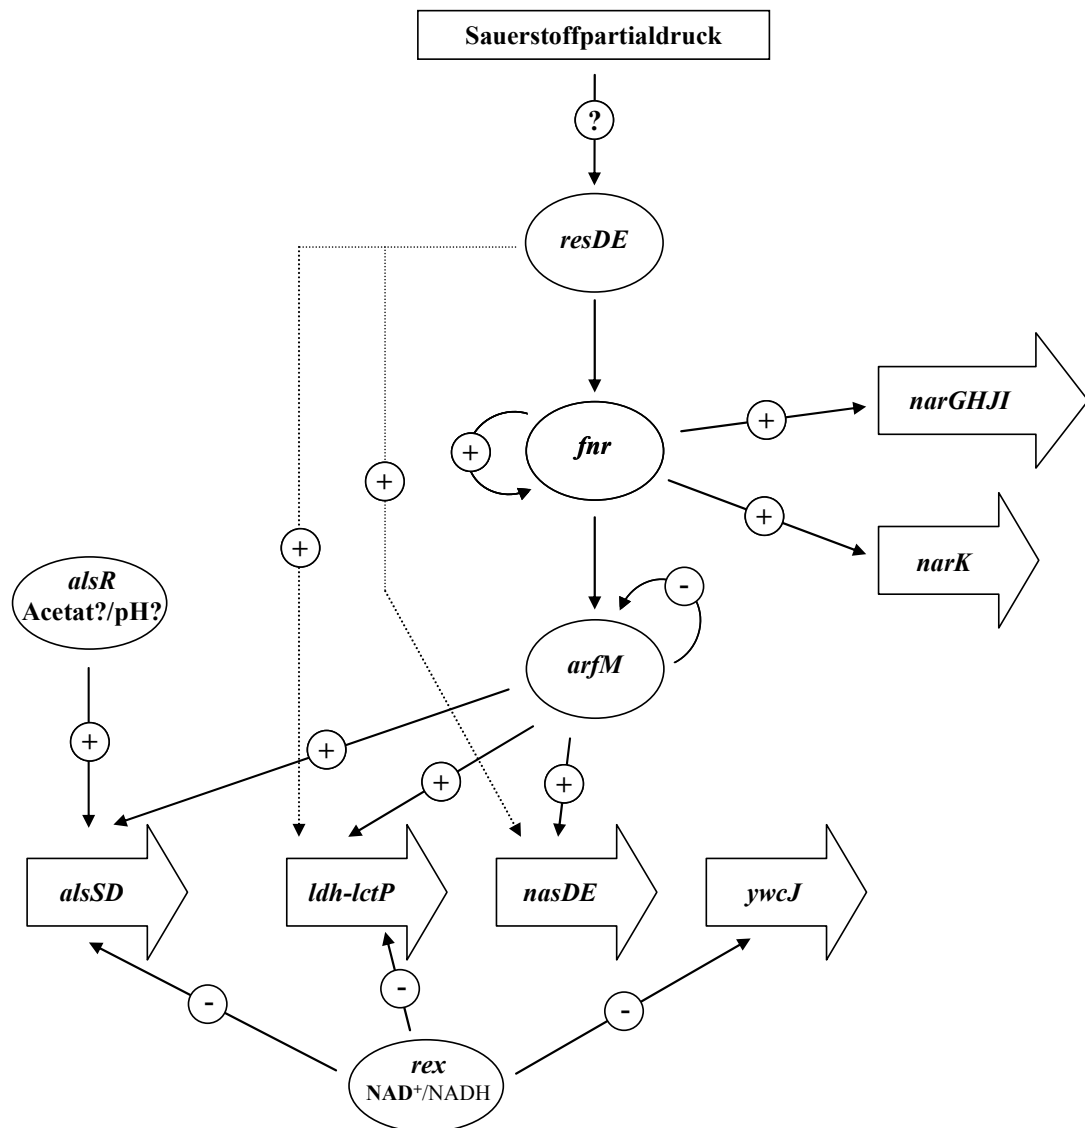 Sauerstoffpartialdruck
?
resDE
narGHJI
+
fnr
+
+
+
narK
+
-
alsR
Acetat?/pH?
arfM
+
+
+
+
alsSD
ldh-lctP
nasDE
ywcJ
-
-
-
rex
NAD⁺/NADH